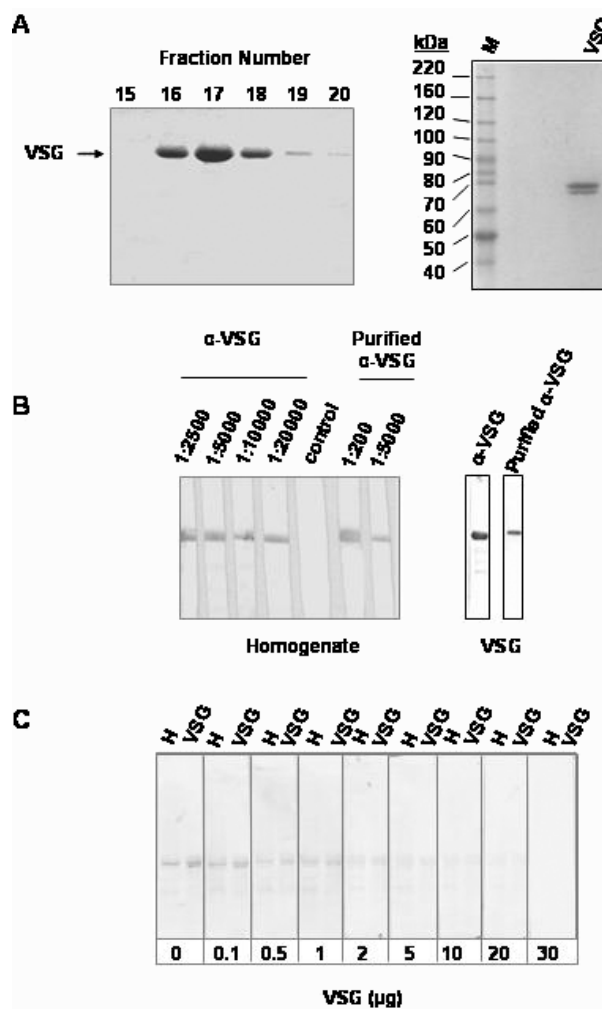 A
Fraction Number
15 16 17 18 19 20
VSG
kDa
M
VSG
220
160
120
100
90
80
70
60
50
40
B
α-VSG
Purified
α-VSG
1:2500
1:5000
1:10000
1:20000
control
1:200
1:5000
α-VSG
Purified α-VSG
Homogenate
VSG
C
H VSG H VSG H VSG H VSG H VSG H VSG H VSG H VSG H VSG
0 0.1 0.5 1 2 5 10 20 30
VSG (µg)